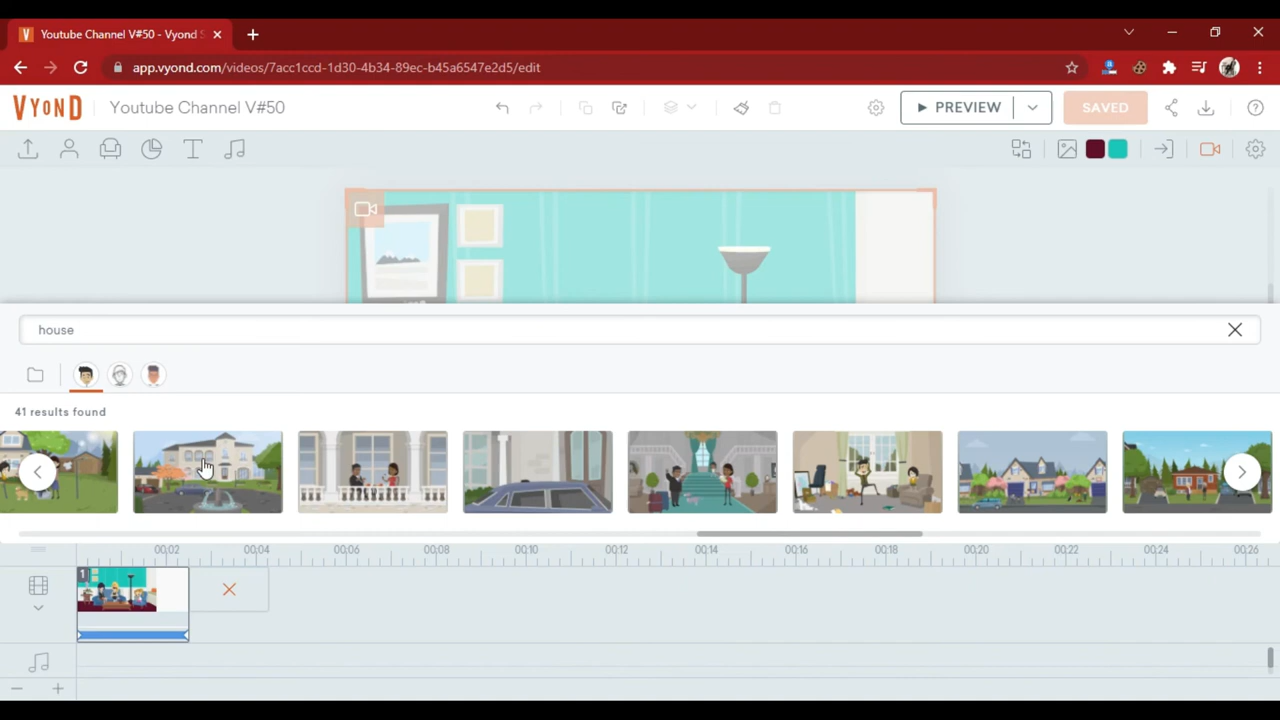 Youtube Channel V#50 - Vyond S
app.vyond.com/videos/7acc1ccd-1d30-4b34-89ec-b45a6547e2d5/edit
VYOND Youtube Channel V#50 PREVIEW SAVED
house
41 results found
00:02 00:04 00:06 00:08 00:10 00:12 00:14 00:16 00:18 00:20 00:22 00:24 00:26
1